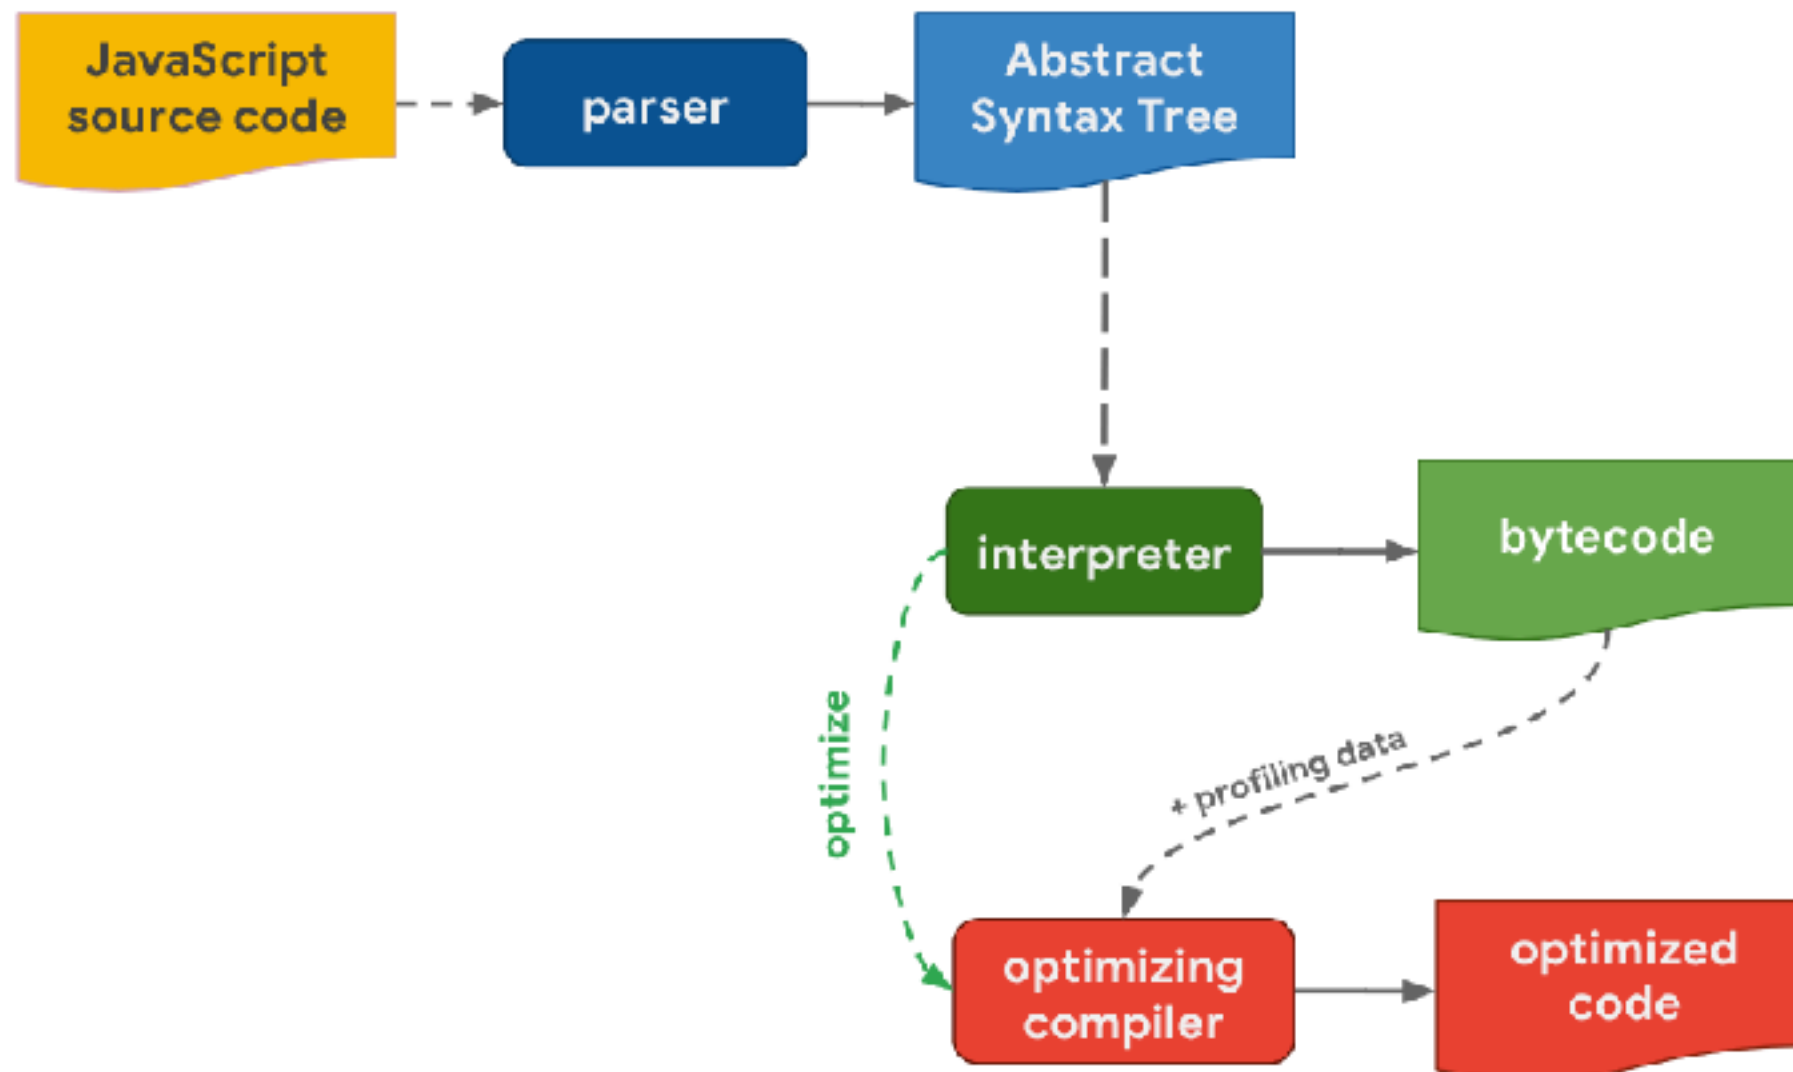 JavaScript
source code
parser
Abstract
Syntax Tree
interpreter
bytecode
optimize
+ profiling data
optimizing
compiler
optimized
code